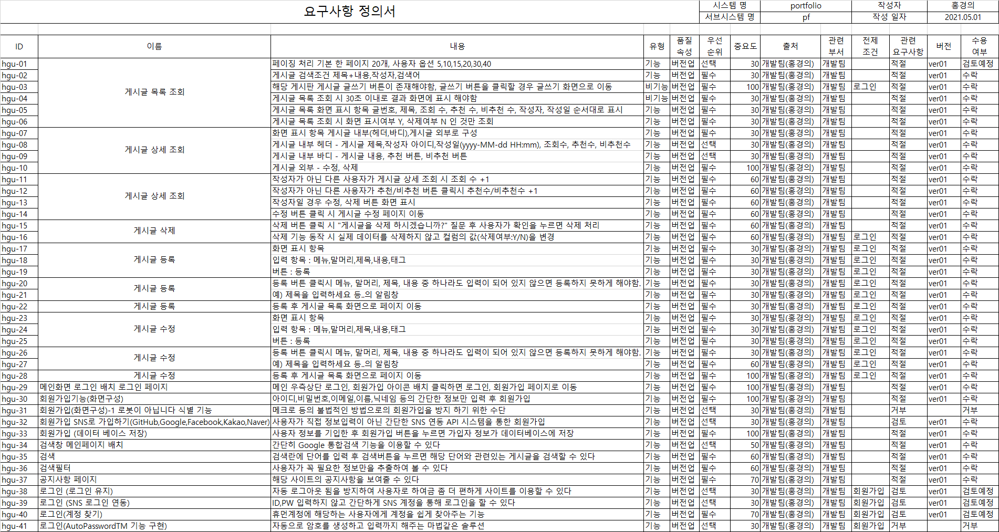 요구사항 정의서 시스템 명 portfolio 작성자 홍경의
서브시스템 명 pf 작성 일자 2021.05.01
ID 이름 내용 유형 품질 속성 우선 순위 중요도 출처 관련 부서 전제 조건 관련 요구사항 버전 수용 여부
hgu-01 게시글 목록 조회 페이징 처리 기본 한 페이지 20개, 사용자 옵션 5,10,15,20,30,40 기능 버전업 선택 30 개발팀(홍경의) 개발팀 적절 ver01 검토예정
hgu-02 게시글 검색조건 제목+내용,작성자,검색어 기능 버전업 필수 30 개발팀(홍경의) 개발팀 적절 ver01 수락
hgu-03 해당 게시판 게시글 글쓰기 버튼이 존재해야함, 글쓰기 버튼을 클릭할 경우 글쓰기 화면으로 이동 비기능 버전업 필수 100 개발팀(홍경의) 개발팀 로그인 적절 ver01 수락
hgu-04 게시글 목록 조회 시 30초 이내로 결과 화면에 표시 해야함 비기능 버전업 필수 30 개발팀(홍경의) 개발팀 적절 ver01 수락
hgu-05 게시글 목록 화면 표시 항목 글번호, 제목, 조회 수, 추천 수, 비추천 수, 작성자, 작성일 순서대로 표시 기능 버전업 필수 30 개발팀(홍경의) 개발팀 적절 ver01 수락
hgu-06 게시글 목록 조회 시 화면 표시여부 Y, 삭제여부 N 인 것만 조회 기능 버전업 필수 30 개발팀(홍경의) 개발팀 적절 ver01 수락
hgu-07 게시글 상세 조회 화면 표시 항목 게시글 내부(헤더,바디),게시글 외부로 구성 기능 버전업 필수 30 개발팀(홍경의) 개발팀 적절 ver01 수락
hgu-08 게시글 내부 헤더 - 게시글 제목,작성자 아이디,작성일(yyyy-MM-dd HH:mm), 조회수, 추천수, 비추천수 기능 버전업 선택 30 개발팀(홍경의) 개발팀 적절 ver01 수락
hgu-09 게시글 내부 바디 - 게시글 내용, 추천 버튼, 비추천 버튼 기능 버전업 선택 30 개발팀(홍경의) 개발팀 적절 ver01 수락
hgu-10 게시글 외부 - 수정, 삭제 기능 버전업 필수 100 개발팀(홍경의) 개발팀 적절 ver01 수락
hgu-11 게시글 상세 조회 작성자가 아닌 다른 사용자가 게시글 상세 조회 시 조회 수 +1 기능 버전업 필수 60 개발팀(홍경의) 개발팀 적절 ver01 수락
hgu-12 작성자가 아닌 다른 사용자가 추천/비추천 버튼 클릭시 추천수/비추천수 +1 기능 버전업 필수 60 개발팀(홍경의) 개발팀 적절 ver01 수락
hgu-13 작성자일 경우 수정, 삭제 버튼 화면 표시 기능 버전업 필수 60 개발팀(홍경의) 개발팀 적절 ver01 수락
hgu-14 수정 버튼 클릭 시 게시글 수정 페이지 이동 기능 버전업 필수 60 개발팀(홍경의) 개발팀 적절 ver01 수락
hgu-15 게시글 삭제 삭제 버튼 클릭 시 "게시글을 삭제 하시겠습니까?" 질문 후 사용자가 확인을 누르면 삭제 처리 기능 버전업 필수 60 개발팀(홍경의) 개발팀 적절 ver01 수락
hgu-16 삭제 기능 동작 시 실제 데이터를 삭제하지 않고 컬럼의 값(삭제여부:Y/N)을 변경 기능 버전업 필수 60 개발팀(홍경의) 개발팀 로그인 적절 ver01 수락
hgu-17 게시글 등록 화면 표시 항목 기능 버전업 필수 30 개발팀(홍경의) 개발팀 로그인 적절 ver01 수락
hgu-18 입력 항목 : 메뉴,말머리,제목,내용,태그 기능 버전업 필수 30 개발팀(홍경의) 개발팀 로그인 적절 ver01 수락
hgu-19 버튼 : 등록 기능 버전업 필수 30 개발팀(홍경의) 개발팀 로그인 적절 ver01 수락
hgu-20 게시글 등록 등록 버튼 클릭시 메뉴, 말머리, 제목, 내용 중 하나라도 입력이 되어 있지 않으면 등록하지 못하게 해야함. 기능 버전업 필수 30 개발팀(홍경의) 개발팀 로그인 적절 ver01 수락
hgu-21 예) 제목을 입력하세요 등..의 알림창 기능 버전업 필수 30 개발팀(홍경의) 개발팀 로그인 적절 ver01 수락
hgu-22 게시글 등록 등록 후 게시글 목록 화면으로 페이지 이동 기능 버전업 필수 30 개발팀(홍경의) 개발팀 로그인 적절 ver01 수락
hgu-23 게시글 수정 화면 표시 항목 기능 버전업 필수 30 개발팀(홍경의) 개발팀 로그인 적절 ver01 수락
hgu-24 입력 항목 : 메뉴,말머리,제목,내용,태그 기능 버전업 필수 30 개발팀(홍경의) 개발팀 로그인 적절 ver01 수락
hgu-25 버튼 : 등록 기능 버전업 필수 30 개발팀(홍경의) 개발팀 로그인 적절 ver01 수락
hgu-26 게시글 수정 등록 버튼 클릭시 메뉴, 말머리, 제목, 내용 중 하나라도 입력이 되어 있지 않으면 등록하지 못하게 해야함. 기능 버전업 필수 30 개발팀(홍경의) 개발팀 로그인 적절 ver01 수락
hgu-27 예) 제목을 입력하세요 등..의 알림창 기능 버전업 필수 60 개발팀(홍경의) 개발팀 로그인 적절 ver01 수락
hgu-28 게시글 수정 등록 후 게시글 목록 화면으로 페이지 이동 기능 버전업 필수 100 개발팀(홍경의) 개발팀 로그인 적절 ver01 수락
hgu-29 메인화면 로그인 배치 로그인 페이지 메인 우측상단 로그인, 회원가입 아이콘 배치 클릭하면 로그인, 회원가입 페이지로 이동 기능 버전업 필수 100 개발팀(홍경의) 개발팀 적절 ver01 수락
hgu-30 회원가입기능(화면구성) 아이디,비밀번호,이메일,이름,닉네임 등의 간단한 정보만 입력 후 회원가입 기능 버전업 필수 100 개발팀(홍경의) 개발팀 적절 ver01 수락
hgu-31 회원가입(화면구성)-1 로봇이 아닙니다 식별 기능 메크로 등의 불법적인 방법으로의 회원가입을 방지 하기 위한 수단 기능 버전업 선택 30 개발팀(홍경의) 개발팀 거부 거부
hgu-32 회원가입 SNS로 가입하기(GitHub,Google,Facebook,Kakao,Naver) 사용자가 직접 정보입력이 아닌 간단한 SNS 연동 API 시스템을 통한 회원가입 기능 버전업 선택 30 개발팀(홍경의) 개발팀 검토 ver01 수락
hgu-33 회원가입 (데이터 베이스 저장) 사용자 정보를 기입한 후 회원가입 버튼을 누르면 가입자 정보가 데이터베이스에 저장 기능 버전업 필수 100 개발팀(홍경의) 개발팀 적절 ver01 수락
hgu-34 검색창 메인페이지 배치 간단히 Google 통합검색 기능을 이용할 수 있다 기능 버전업 선택 50 개발팀(홍경의) 개발팀 적절 ver01 수락
hgu-35 검색 검색란에 단어를 입력 후 검색버튼을 누르면 해당 단어와 관련있는 게시글을 검색할 수 있다 기능 버전업 필수 60 개발팀(홍경의) 개발팀 적절 ver01 수락
hgu-36 검색필터 사용자가 꼭 필요한 정보만을 추출하여 볼 수 있다 기능 버전업 필수 60 개발팀(홍경의) 개발팀 적절 ver01 수락
hgu-37 공지사항 페이지 해당 사이트의 공지사항을 보여줄 수 있다 기능 버전업 필수 70 개발팀(홍경의) 개발팀 적절 ver01 수락
hgu-38 로그인 (로그인 유지) 자동 로그아웃 됨을 방지하여 사용자로 하여금 좀 더 편하게 사이트를 이용할 수 있다 기능 버전업 선택 30 개발팀(홍경의) 개발팀 회원가입 검토 ver01 검토예정
hgu-39 로그인 (SNS 로그인 연동) ID,PW 입력하지 않고 간단하게 SNS 계정을 통해 로그인을 할 수 있다 기능 버전업 선택 30 개발팀(홍경의) 개발팀 회원가입 검토 ver01 검토예정
hgu-40 로그인(계정 찾기) 휴먼계정에 해당하는 사용자에게 계정을 쉽게 찾아주는 기능 기능 버전업 필수 70 개발팀(홍경의) 개발팀 회원가입 검토 ver01 검토예정
hgu-41 로그인(AutoPasswordTM 기능 구현) 자동으로 암호를 생성하고 입력까지 해주는 마법같은 솔루션 기능 버전업 선택 30 개발팀(홍경의) 개발팀 회원가입 거부 거부